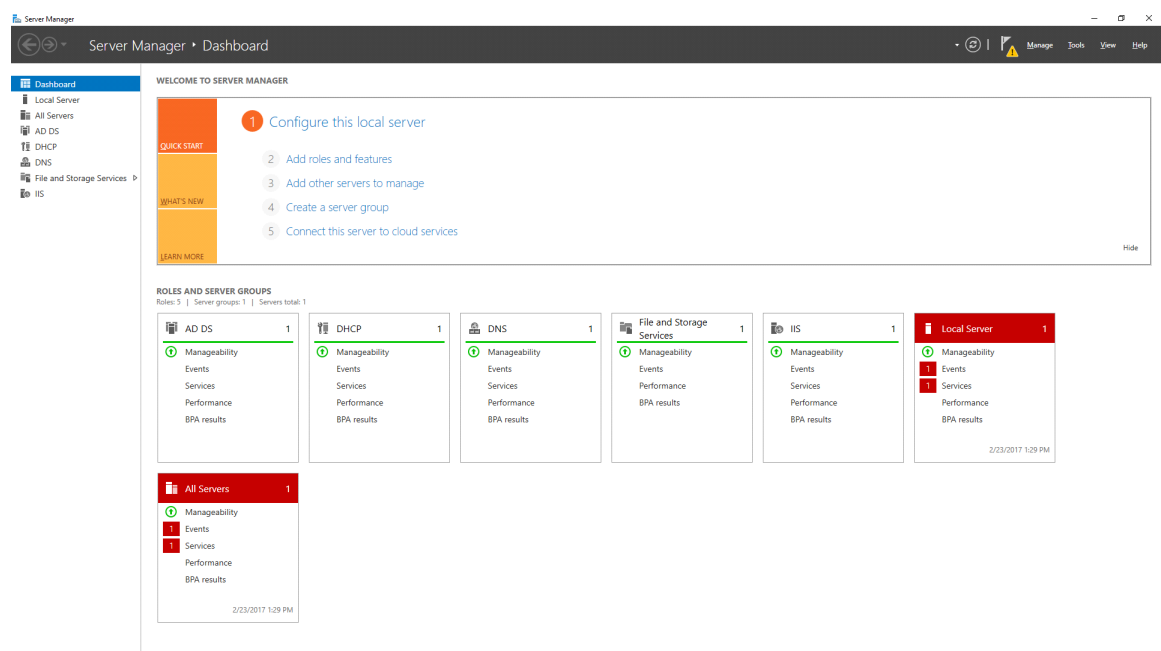 Server Manager
Server Manager • Dashboard
Manage Tools View Help
Dashboard
Local Server
All Servers
AD DS
DHCP
DNS
File and Storage Services
IIS
WELCOME TO SERVER MANAGER
QUICK START
WHAT'S NEW
LEARN MORE
1 Configure this local server
2 Add roles and features
3 Add other servers to manage
4 Create a server group
5 Connect this server to cloud services
Hide
ROLES AND SERVER GROUPS
Roles: 5 | Server groups: 1 | Servers total: 1
AD DS 1
Manageability
Events
Services
Performance
BPA results
DHCP 1
Manageability
Events
Services
Performance
BPA results
DNS 1
Manageability
Events
Services
Performance
BPA results
File and Storage
Services 1
Manageability
Events
Performance
BPA results
IIS 1
Manageability
Events
Services
Performance
BPA results
Local Server 1
Manageability
1 Events
1 Services
Performance
BPA results
2/23/2017 1:29 PM
All Servers 1
Manageability
1 Events
1 Services
Performance
BPA results
2/23/2017 1:29 PM